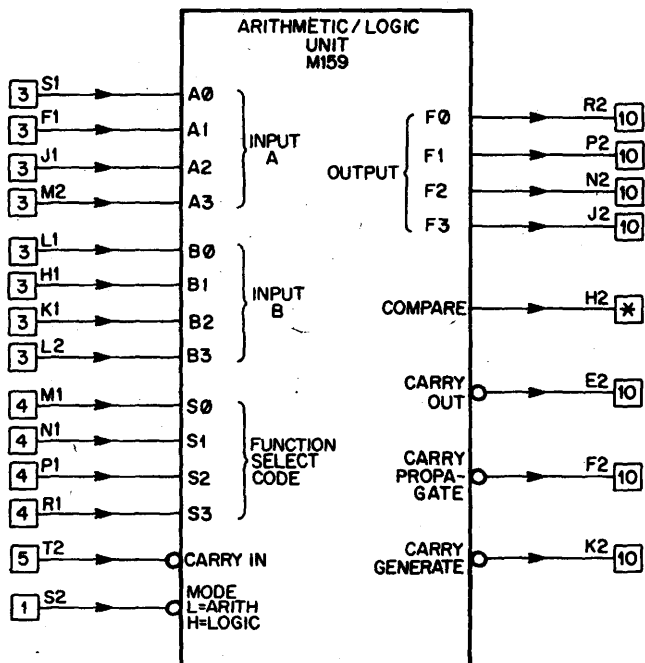 ARITHMETIC/LOGIC
UNIT
M159
3 S1 A0
3 F1 A1
3 J1 A2
3 M2 A3
INPUT
A
3 L1 B0
3 H1 B1
3 K1 B2
3 L2 B3
INPUT
B
4 M1 S0
4 N1 S1
4 P1 S2
4 R1 S3
FUNCTION
SELECT
CODE
5 T2 CARRY IN
1 S2 MODE
L=ARITH
H=LOGIC
OUTPUT
F0 R2 10
F1 P2 10
F2 N2 10
F3 J2 10
COMPARE H2 *
CARRY
OUT
E2 10
CARRY
PROPA-
GATE
F2 10
CARRY
GENERATE
K2 10